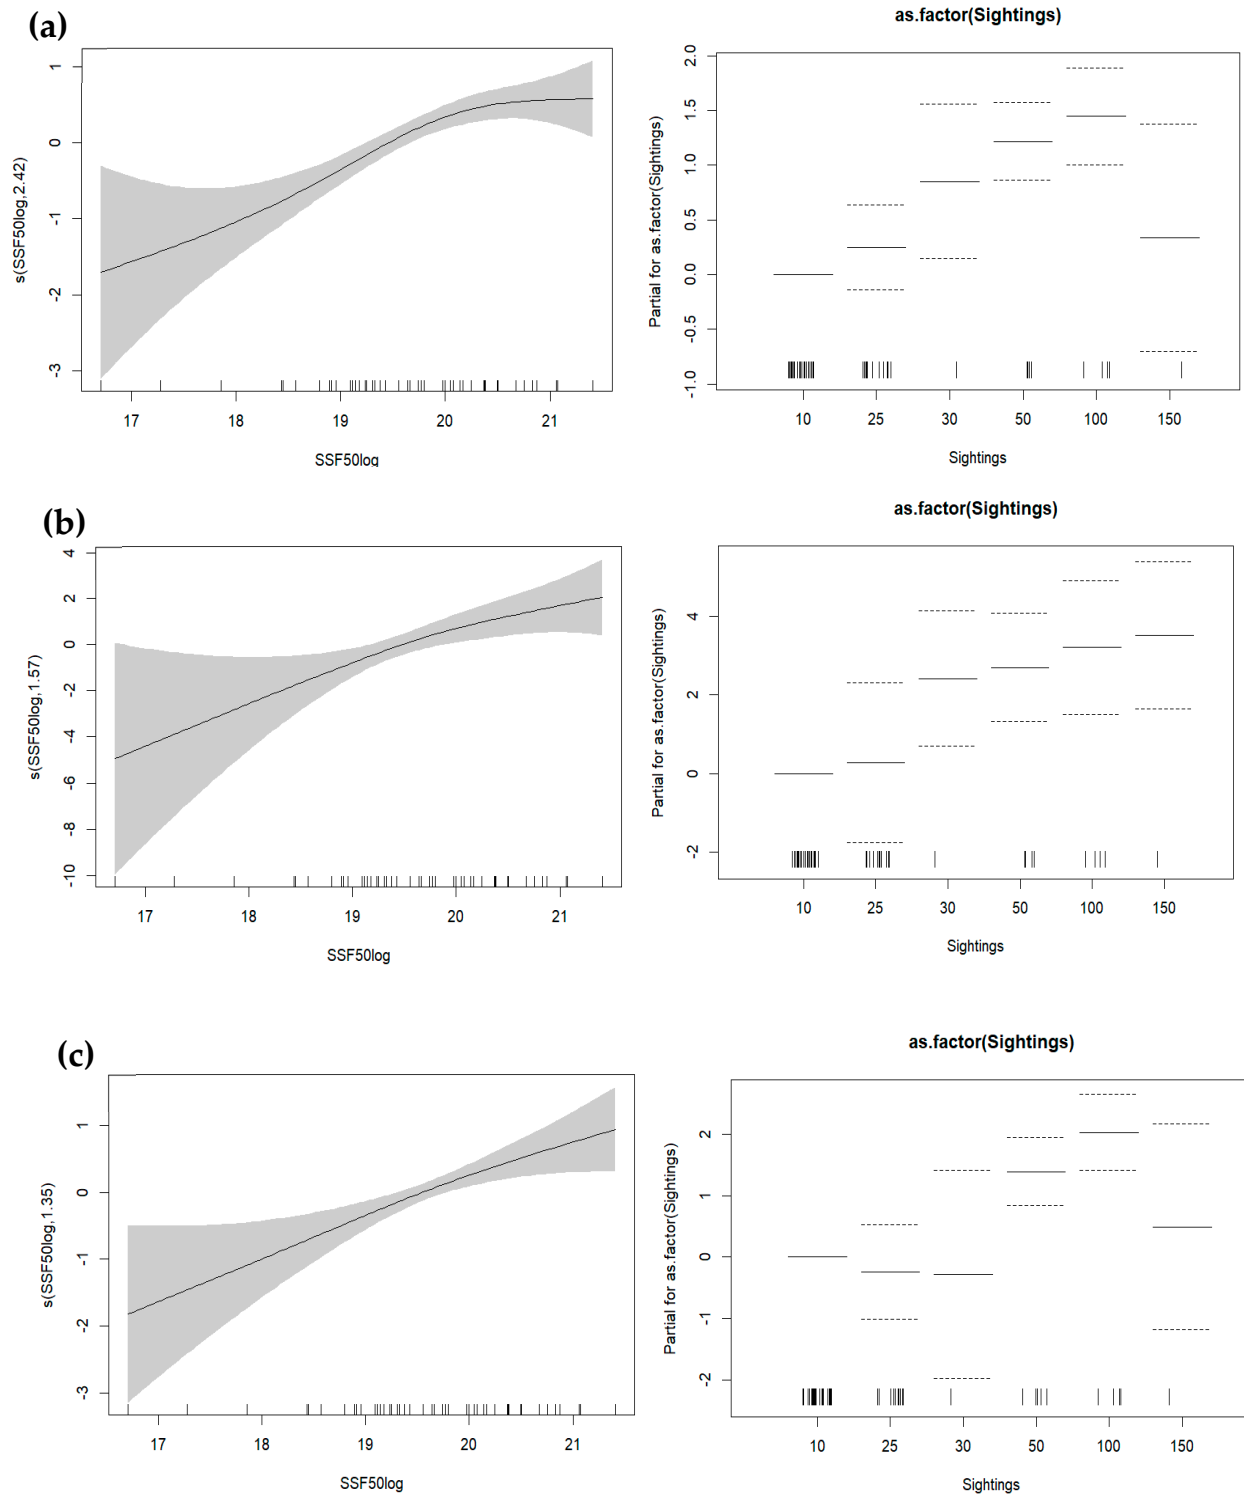 (a)
as.factor(Sightings)
s(SSF50log,2.42)
1
0
-1
-2
-3
17 18 19 20 21
SSF50log
Partial for as.factor(Sightings)
2.0
1.5
1.0
0.5
0.0
-0.5
-1.0
10 25 30 50 100 150
Sightings
(b)
as.factor(Sightings)
s(SSF50log,1.57)
4
2
0
-2
-4
-6
-8
-10
17 18 19 20 21
SSF50log
Partial for as.factor(Sightings)
4
2
0
-2
10 25 30 50 100 150
Sightings
(c)
as.factor(Sightings)
s(SSF50log,1.35)
1
0
-1
-2
-3
17 18 19 20 21
SSF50log
Partial for as.factor(Sightings)
2
1
0
-1
-2
10 25 30 50 100 150
Sightings